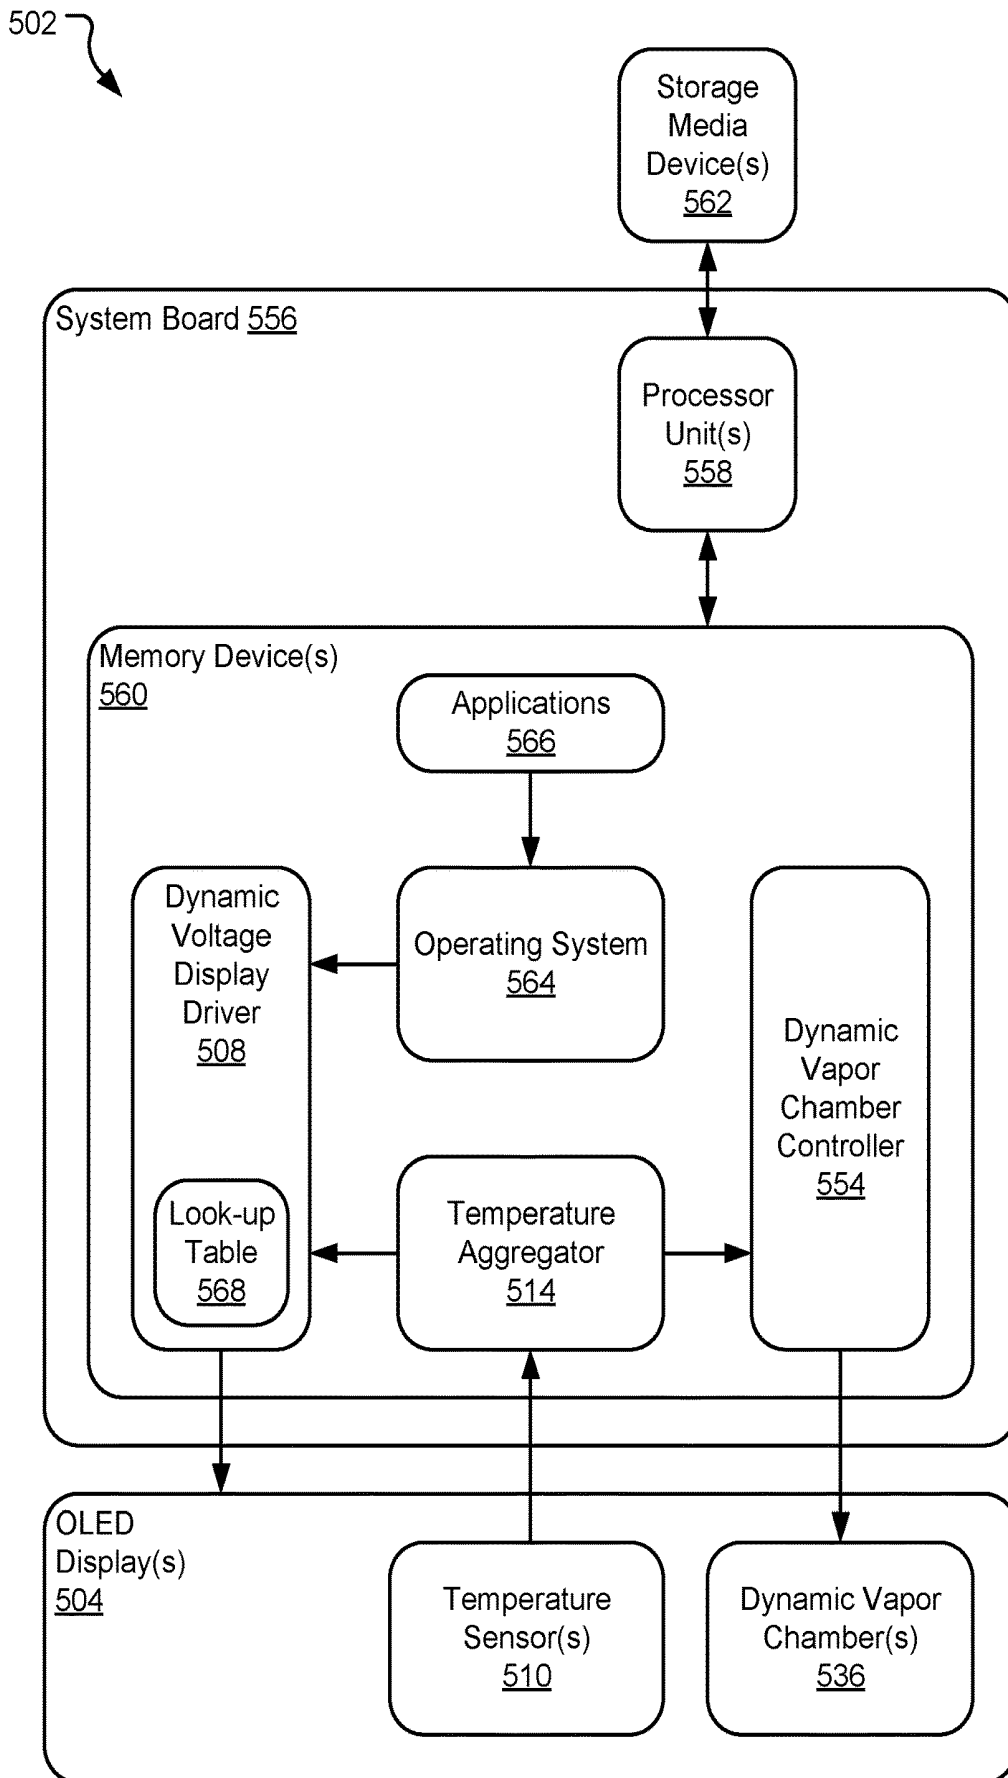 502
Storage
Media
Device(s)
562
System Board 556
Processor
Unit(s)
558
Memory Device(s)
560
Applications
566
Dynamic
Voltage
Display
Driver
508
Operating System
564
Dynamic
Vapor
Chamber
Controller
554
Look-up
Table
568
Temperature
Aggregator
514
OLED
Display(s)
504
Temperature
Sensor(s)
510
Dynamic Vapor
Chamber(s)
536